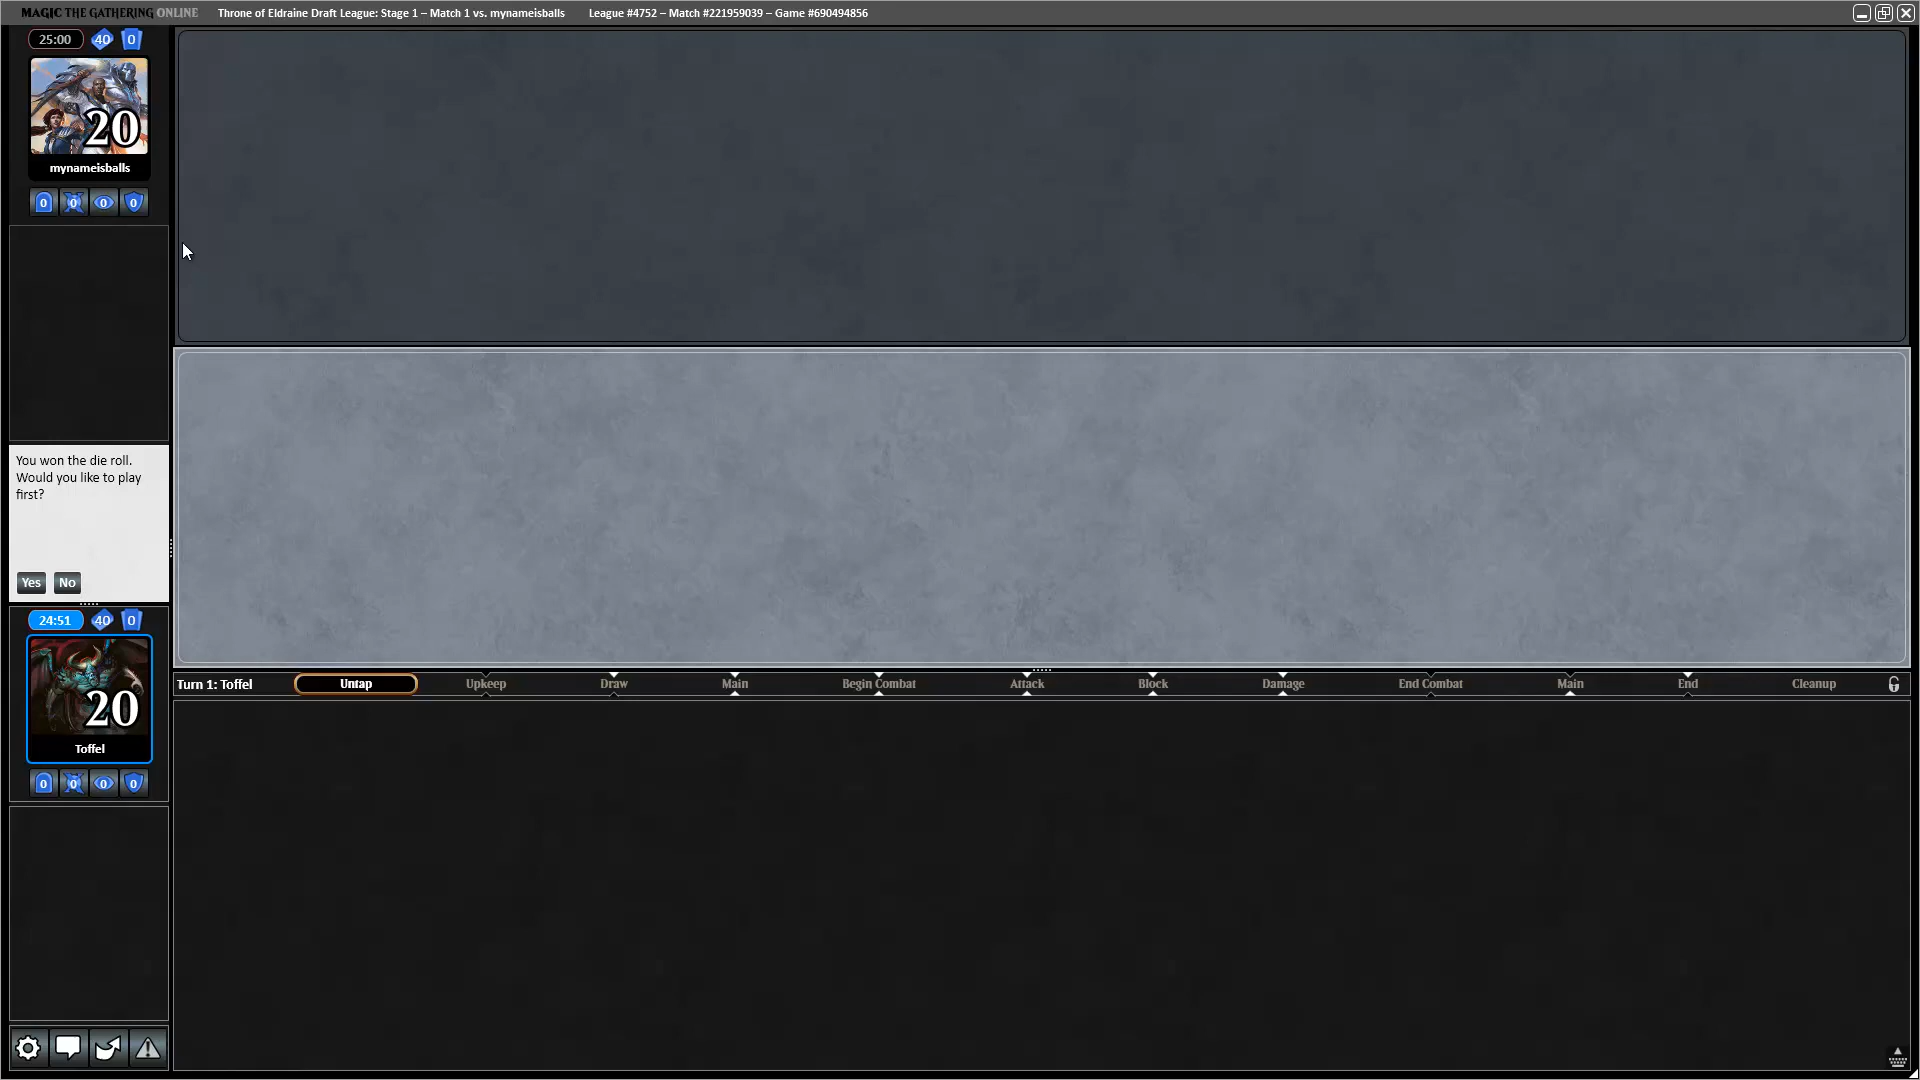 MAGIC THE GATHERING ONLINE Throne of Eldraine Draft League: Stage 1 – Match 1 vs. mynameisballs League #4752 – Match #221959039 – Game #690494856
25:00 40 0
20
mynameisballs
0 0 0 0
You won the die roll.
Would you like to play
first?
Yes No
24:51 40 0
20
Toffel
Turn 1: Toffel Untap Upkeep Draw Main Begin Combat Attack Block Damage End Combat Main End Cleanup
0 0 0 0